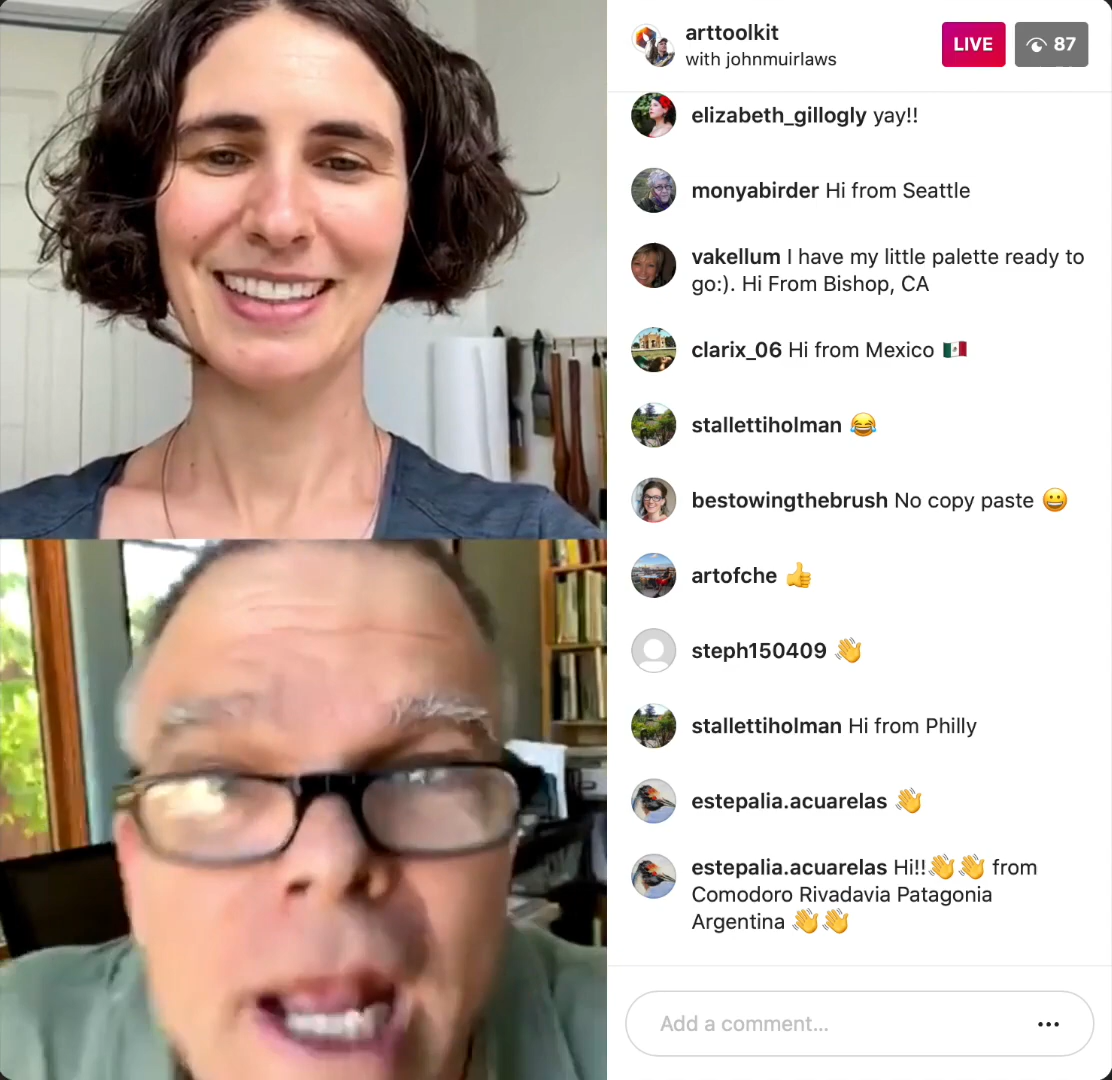 arttoolkit
with johnmuirlaws
LIVE
87
elizabeth_gillogly yay!!
monyabirder Hi from Seattle
vakellum I have my little palette ready to
go:). Hi From Bishop, CA
clarix_06 Hi from Mexico 🇲🇽
stallettiholman 😂
bestowingthebrush No copy paste 😀
artofche 👍
steph150409 👋
stallettiholman Hi from Philly
estepalia.acuarelas 👋
estepalia.acuarelas Hi!!👋👋 from
Comodoro Rivadavia Patagonia
Argentina 👋👋
Add a comment...